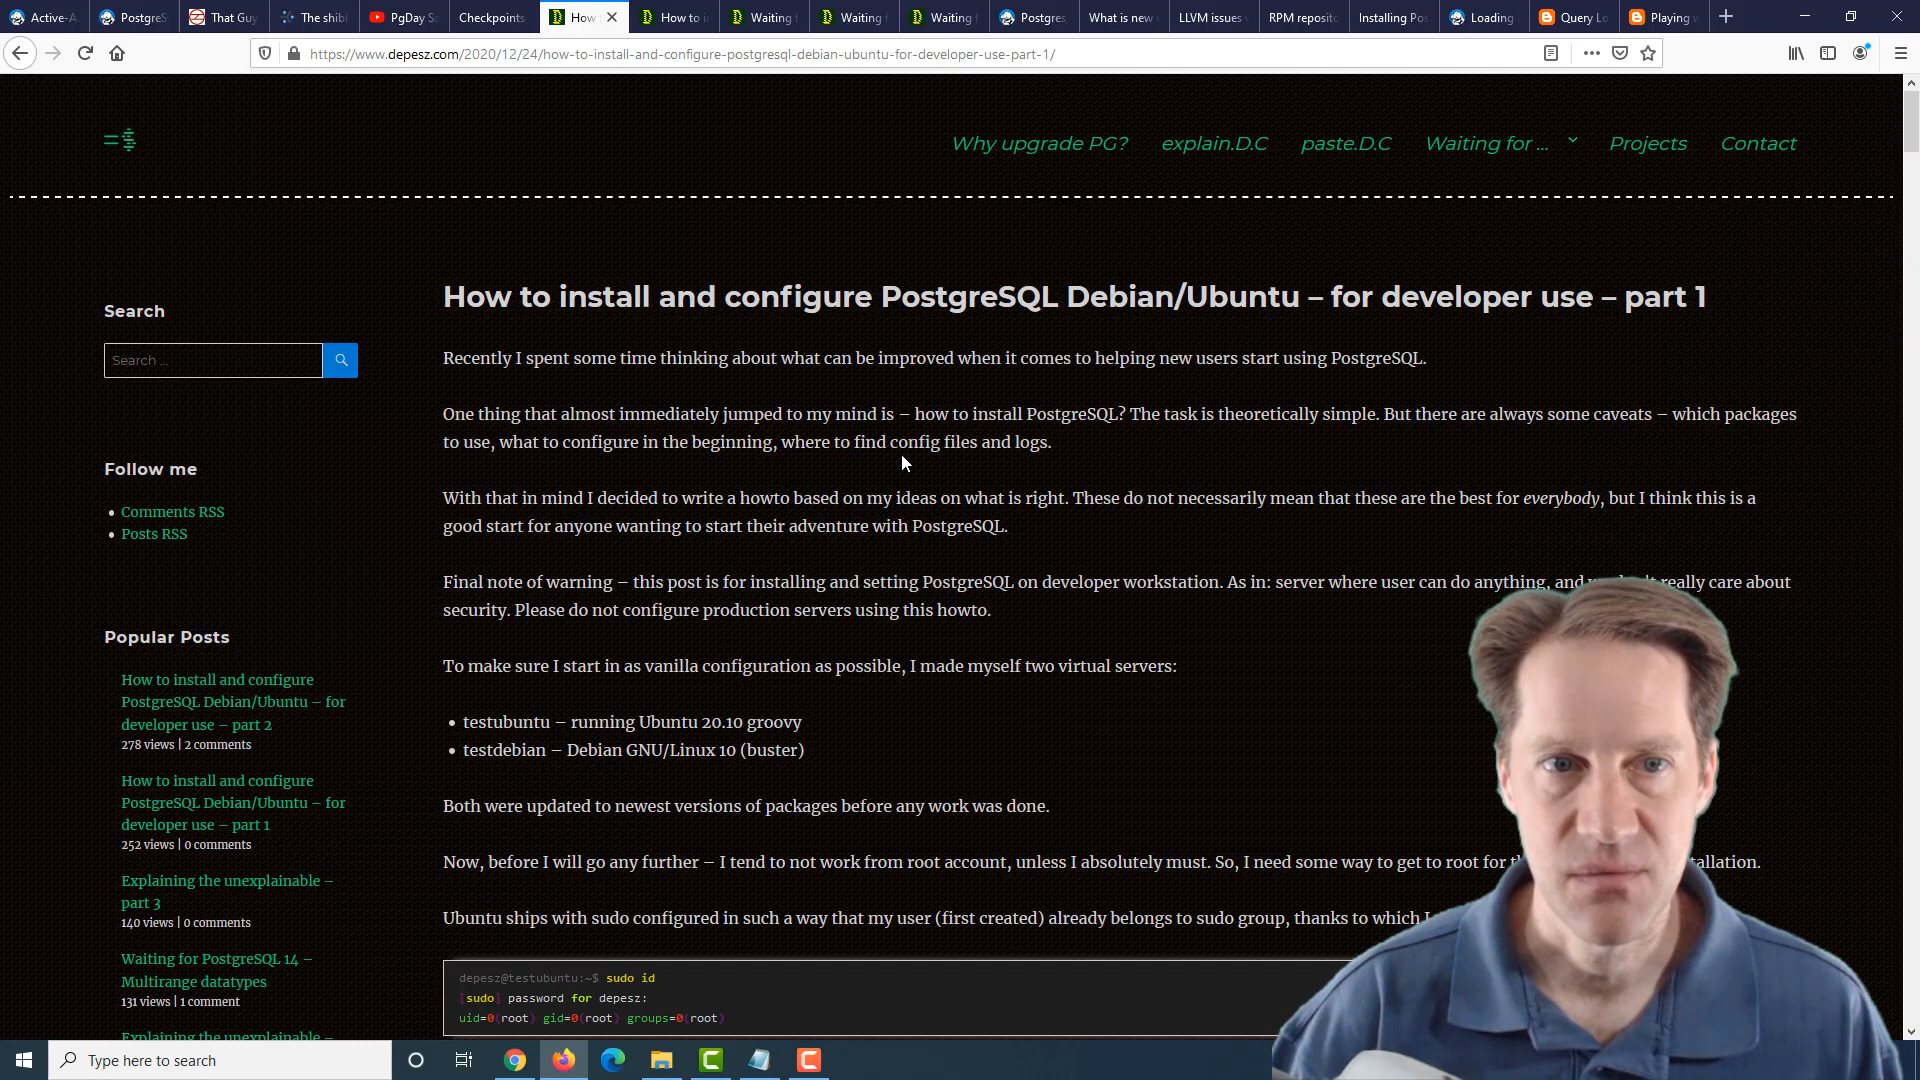 Active-A
PostgreS
That Guy
The shib
PgDay Sa
Checkpoints
How
How to i
Waiting f
Waiting f
Waiting f
Postgres
What is new
LLVM issues
RPM reposito
Installing Pos
Loading
Query Lo
Playing w
https://www.depesz.com/2020/12/24/how-to-install-and-configure-postgresql-debian-ubuntu-for-developer-use-part-1/
Why upgrade PG?
explain.D.C
paste.D.C
Waiting for ...
Projects
Contact
Search
Search ...
Follow me
Comments RSS
Posts RSS
Popular Posts
How to install and configure
PostgreSQL Debian/Ubuntu – for
developer use – part 2
278 views | 2 comments
How to install and configure
PostgreSQL Debian/Ubuntu – for
developer use – part 1
252 views | 0 comments
Explaining the unexplainable –
part 3
140 views | 0 comments
Waiting for PostgreSQL 14 –
Multirange datatypes
131 views | 1 comment
Explaining the unexplainable –
How to install and configure PostgreSQL Debian/Ubuntu – for developer use – part 1
Recently I spent some time thinking about what can be improved when it comes to helping new users start using PostgreSQL.
One thing that almost immediately jumped to my mind is – how to install PostgreSQL? The task is theoretically simple. But there are always some caveats – which packages
to use, what to configure in the beginning, where to find config files and logs.
With that in mind I decided to write a howto based on my ideas on what is right. These do not necessarily mean that these are the best for everybody, but I think this is a
good start for anyone wanting to start their adventure with PostgreSQL.
Final note of warning – this post is for installing and setting PostgreSQL on developer workstation. As in: server where user can do anything, and really care about
security. Please do not configure production servers using this howto.
To make sure I start in as vanilla configuration as possible, I made myself two virtual servers:
• testubuntu – running Ubuntu 20.10 groovy
• testdebian – Debian GNU/Linux 10 (buster)
Both were updated to newest versions of packages before any work was done.
Now, before I will go any further – I tend to not work from root account, unless I absolutely must. So, I need some way to get to root for tallation.
Ubuntu ships with sudo configured in such a way that my user (first created) already belongs to sudo group, thanks to which I
depesz@testubuntu:~$ sudo id
[sudo] password for depesz:
uid=0(root) gid=0(root) groups=0(root)
Type here to search